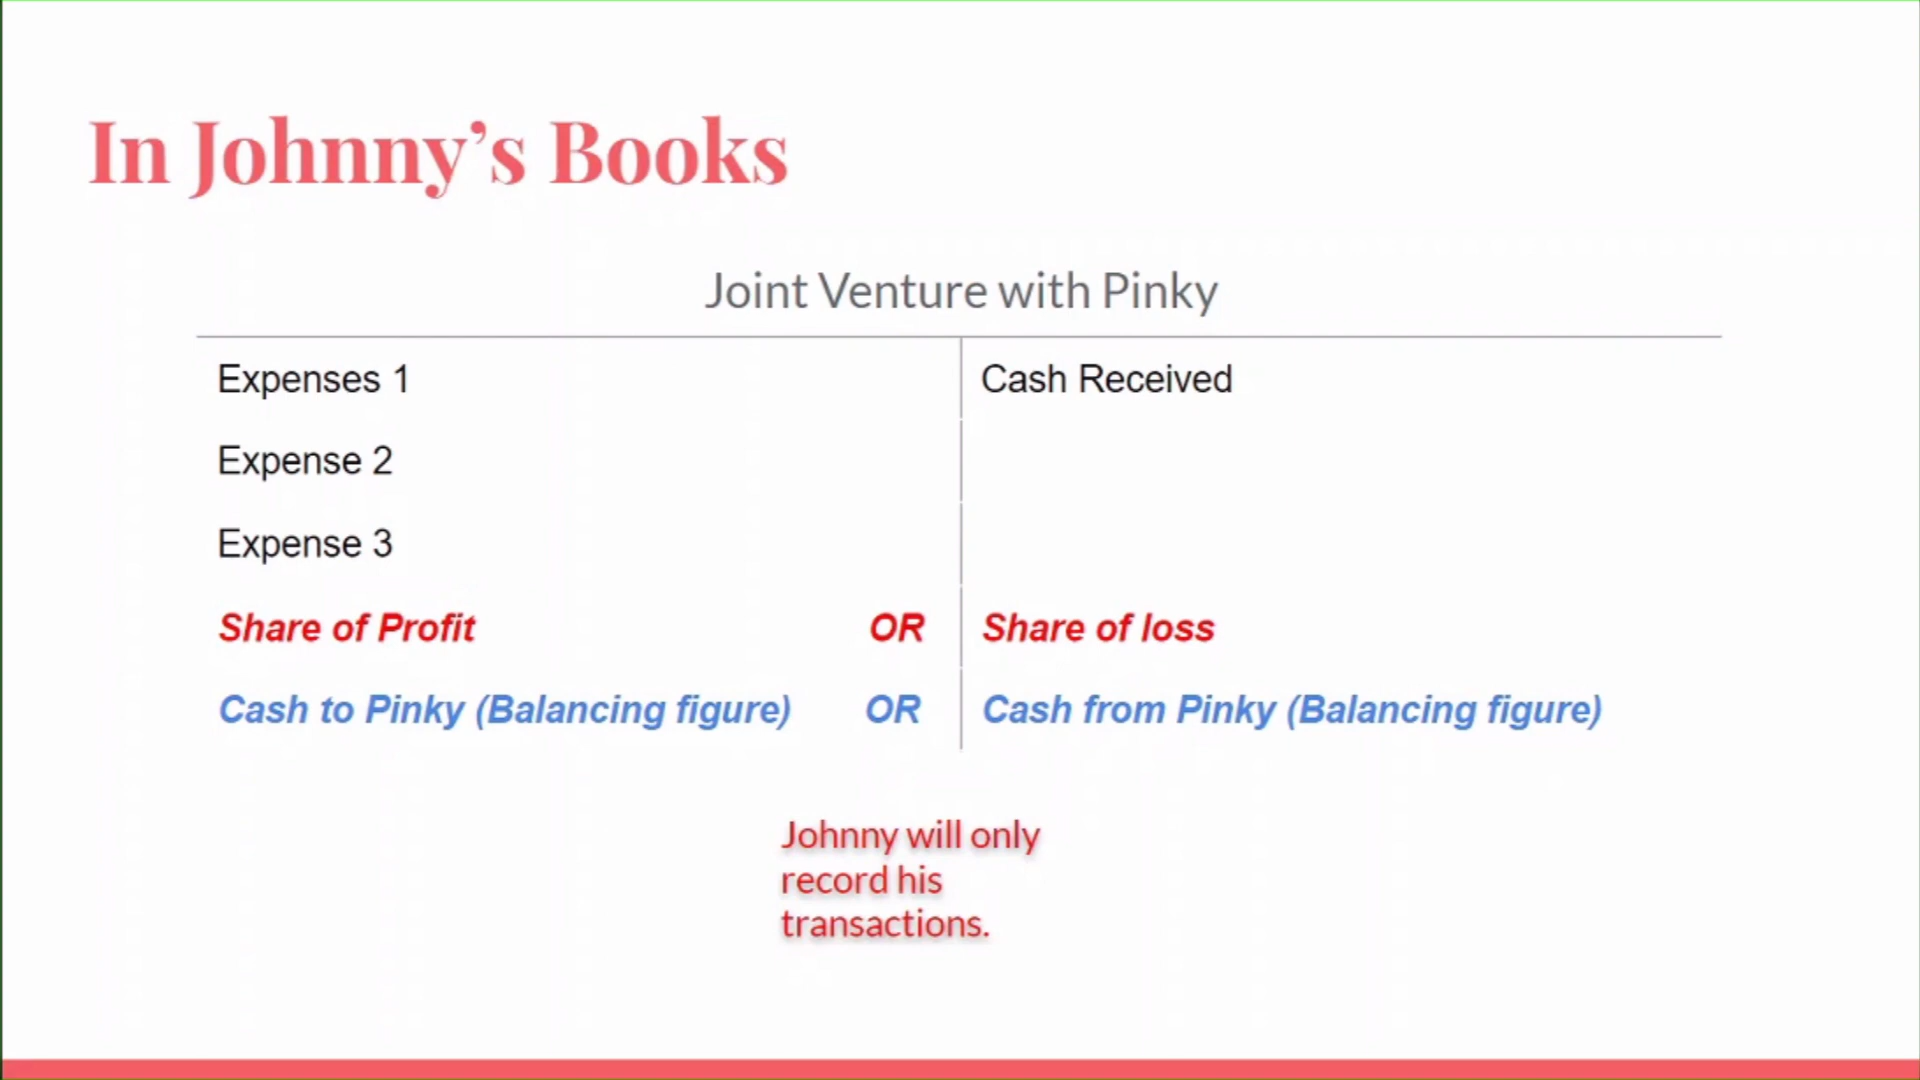 In Johnny’s Books
Joint Venture with Pinky
Expenses 1
Cash Received
Expense 2
Expense 3
Share of Profit OR Share of loss
Cash to Pinky (Balancing figure) OR Cash from Pinky (Balancing figure)
Johnny will only
record his
transactions.